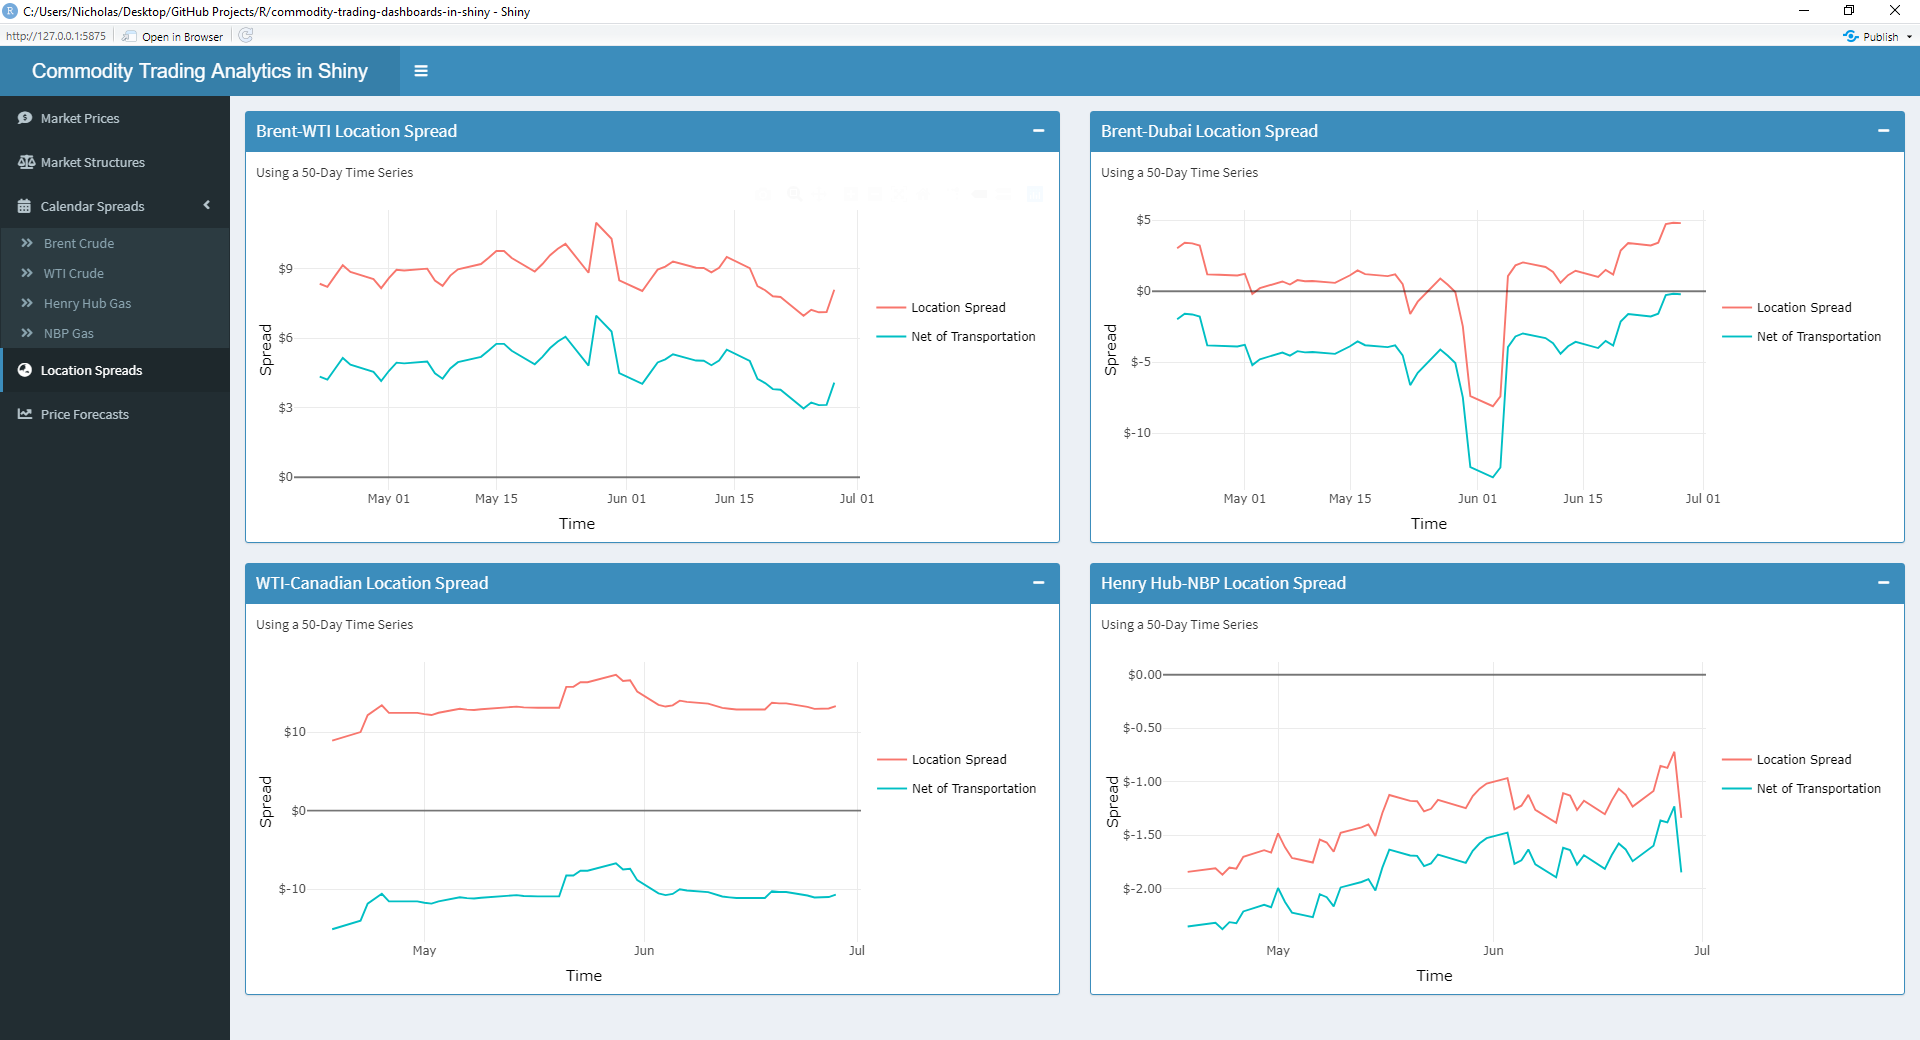 C:/Users/Nicholas/Desktop/GitHub Projects/R/commodity-trading-dashboards-in-shiny - Shiny
http://127.0.0.1:5875 Open in Browser Publish
Commodity Trading Analytics in Shiny
Market Prices
Market Structures
Calendar Spreads
Brent Crude
WTI Crude
Henry Hub Gas
NBP Gas
Location Spreads
Price Forecasts
Brent-WTI Location Spread
Using a 50-Day Time Series
$9
$6
$3
$0
Spread
May 01 May 15 Jun 01 Jun 15 Jul 01
Time
Location Spread
Net of Transportation
Brent-Dubai Location Spread
Using a 50-Day Time Series
$5
$0
$-5
$-10
Spread
May 01 May 15 Jun 01 Jun 15 Jul 01
Time
Location Spread
Net of Transportation
WTI-Canadian Location Spread
Using a 50-Day Time Series
$10
$0
$-10
Spread
May Jun Jul
Time
Location Spread
Net of Transportation
Henry Hub-NBP Location Spread
Using a 50-Day Time Series
$0.00
$-0.50
$-1.00
$-1.50
$-2.00
Spread
May Jun Jul
Time
Location Spread
Net of Transportation